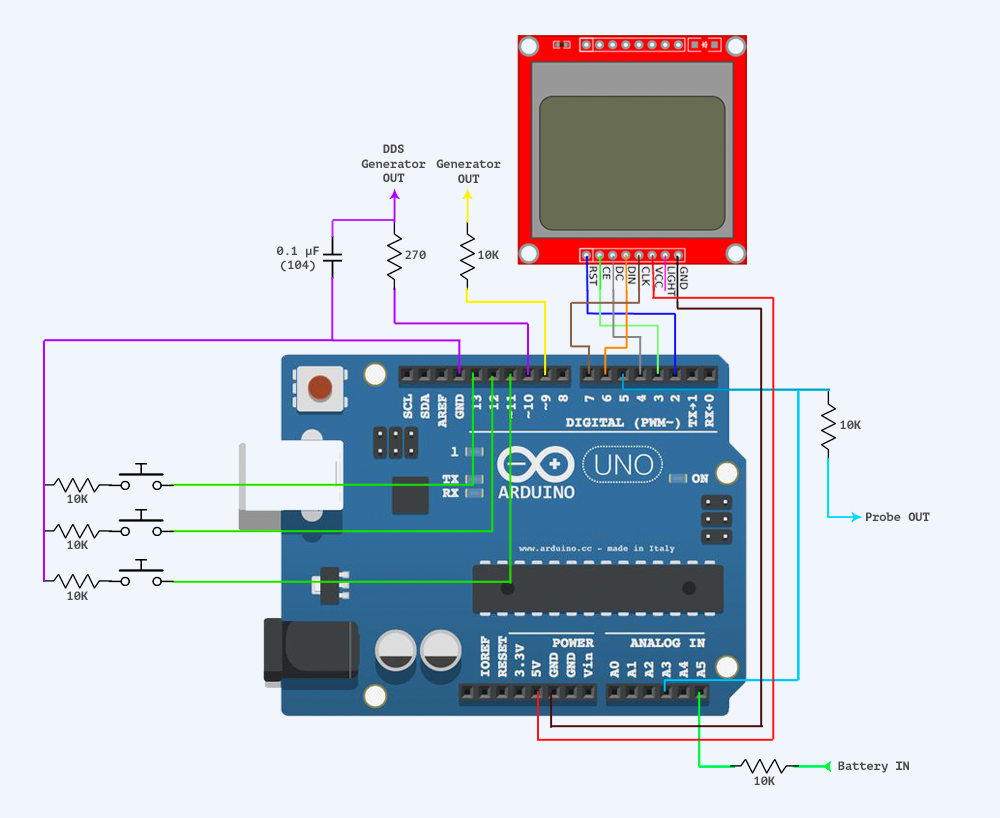 DDS
Generator
OUT
Generator
OUT
0.1 µF
(104)
270
10K
RST
CE
DC
DIN
CLK
VCC
LIGHT
GND
SCL
SDA
AREF
GND
13
12
~11
~10
~9
8
7
6
5
4
3
2
TX→1
RX←0
DIGITAL (PWM~)
1
TX
RX
ARDUINO
UNO
ON
10K
Probe OUT
10K
10K
10K
www.arduino.cc - made in Italy
POWER
ANALOG IN
IOREF
RESET
3.3V
5V
GND
GND
Vin
A0
A1
A2
A3
A4
A5
Battery IN
10K